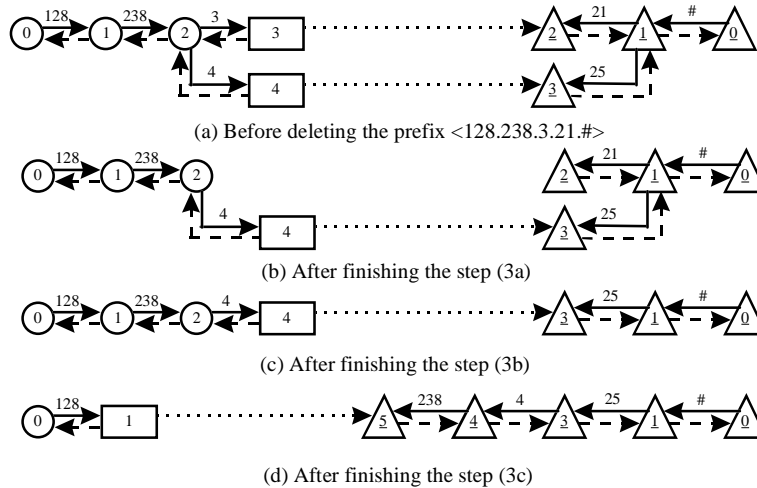 128 238 3 21 #
0 1 2 3 2 1 0
4 25
4 3
(a) Before deleting the prefix <128.238.3.21.#>
128 238 21 #
0 1 2 2 1 0
4 25
4 3
(b) After finishing the step (3a)
128 238 4 25 #
0 1 2 4 3 1 0
(c) After finishing the step (3b)
128 238 4 25 #
0 1 5 4 3 1 0
(d) After finishing the step (3c)